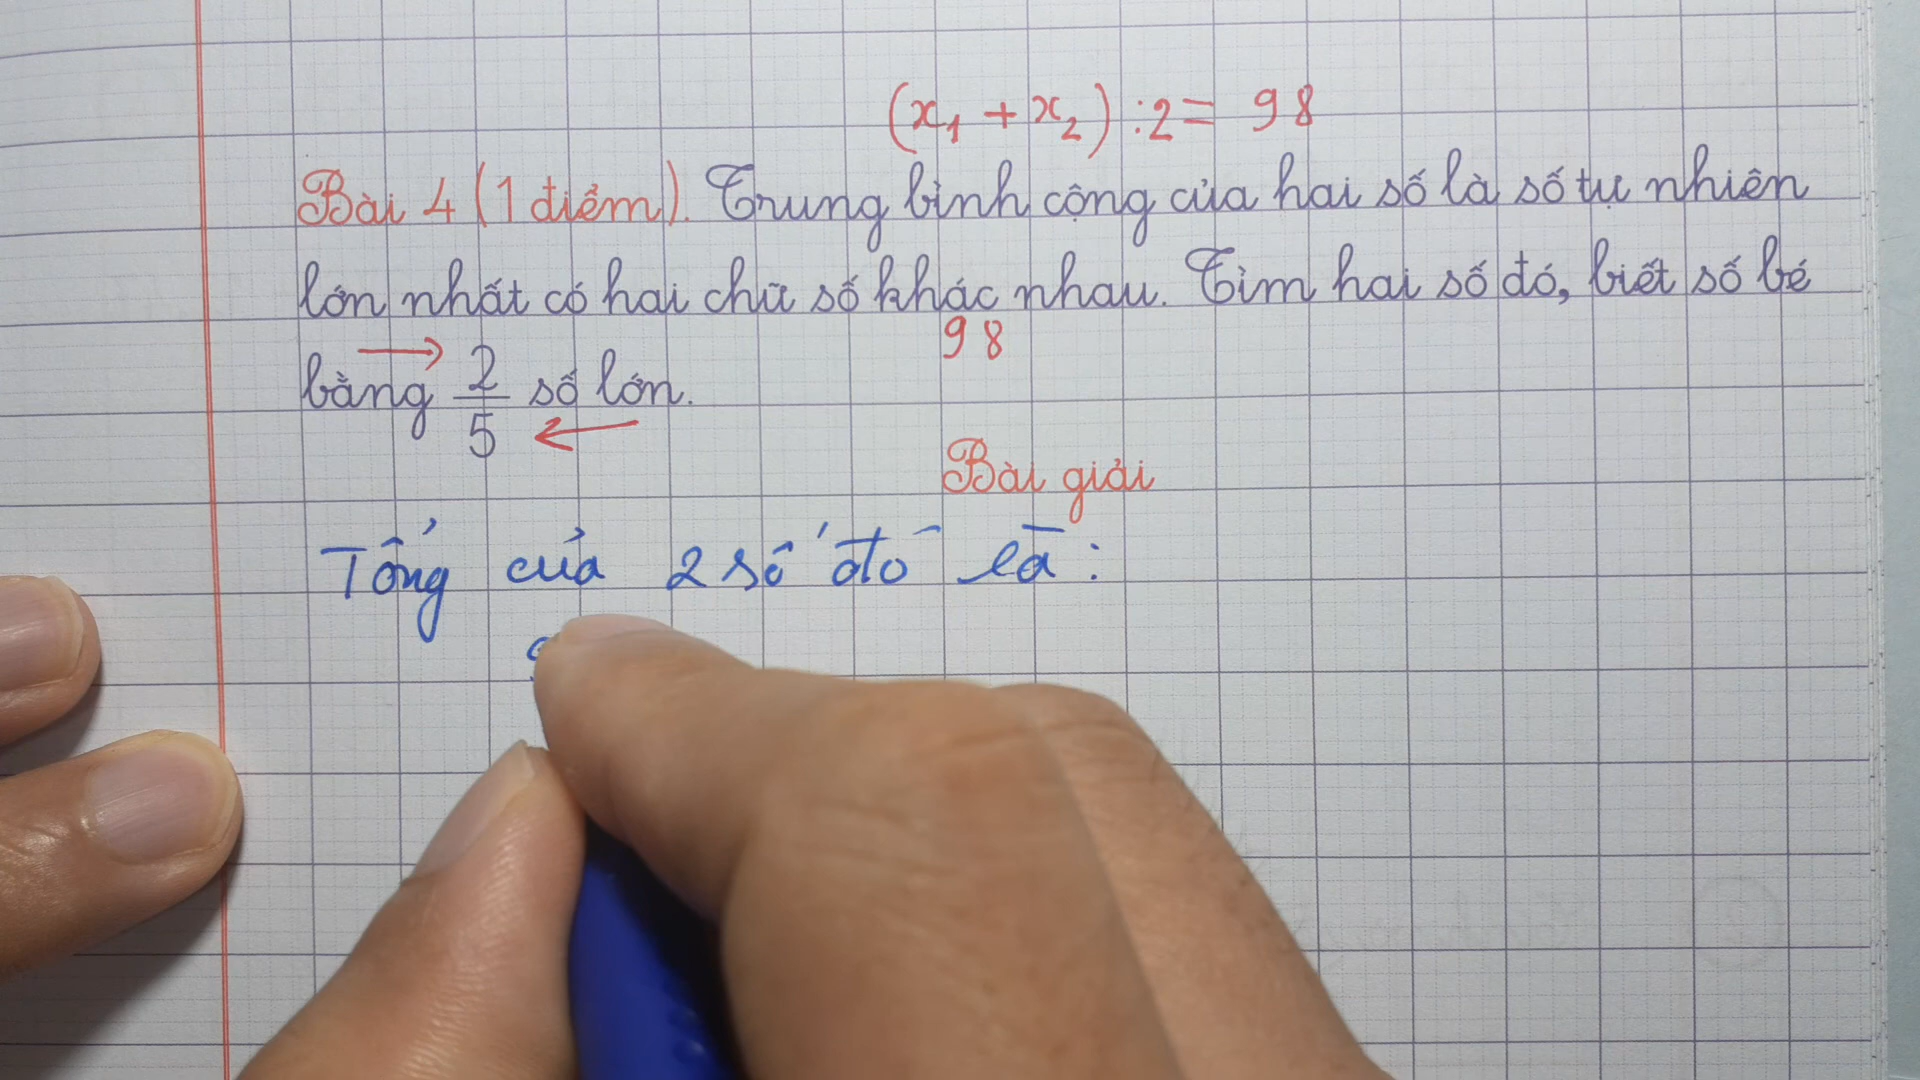 (x₁ + x₂) : 2 = 98
Bài 4 (1 điểm). Trung bình cộng của hai số là số tự nhiên
lớn nhất có hai chữ số khác nhau. Tìm hai số đó, biết số bé
98
bằng 2/5 số lớn.
Bài giải
Tổng của 2 số đó là: